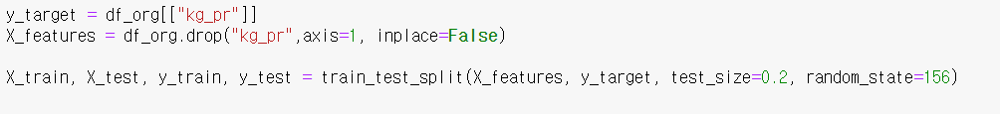 y_target = df_org[["kg_pr"]]
X_features = df_org.drop("kg_pr",axis=1, inplace=False)
X_train, X_test, y_train, y_test = train_test_split(X_features, y_target, test_size=0.2, random_state=156)